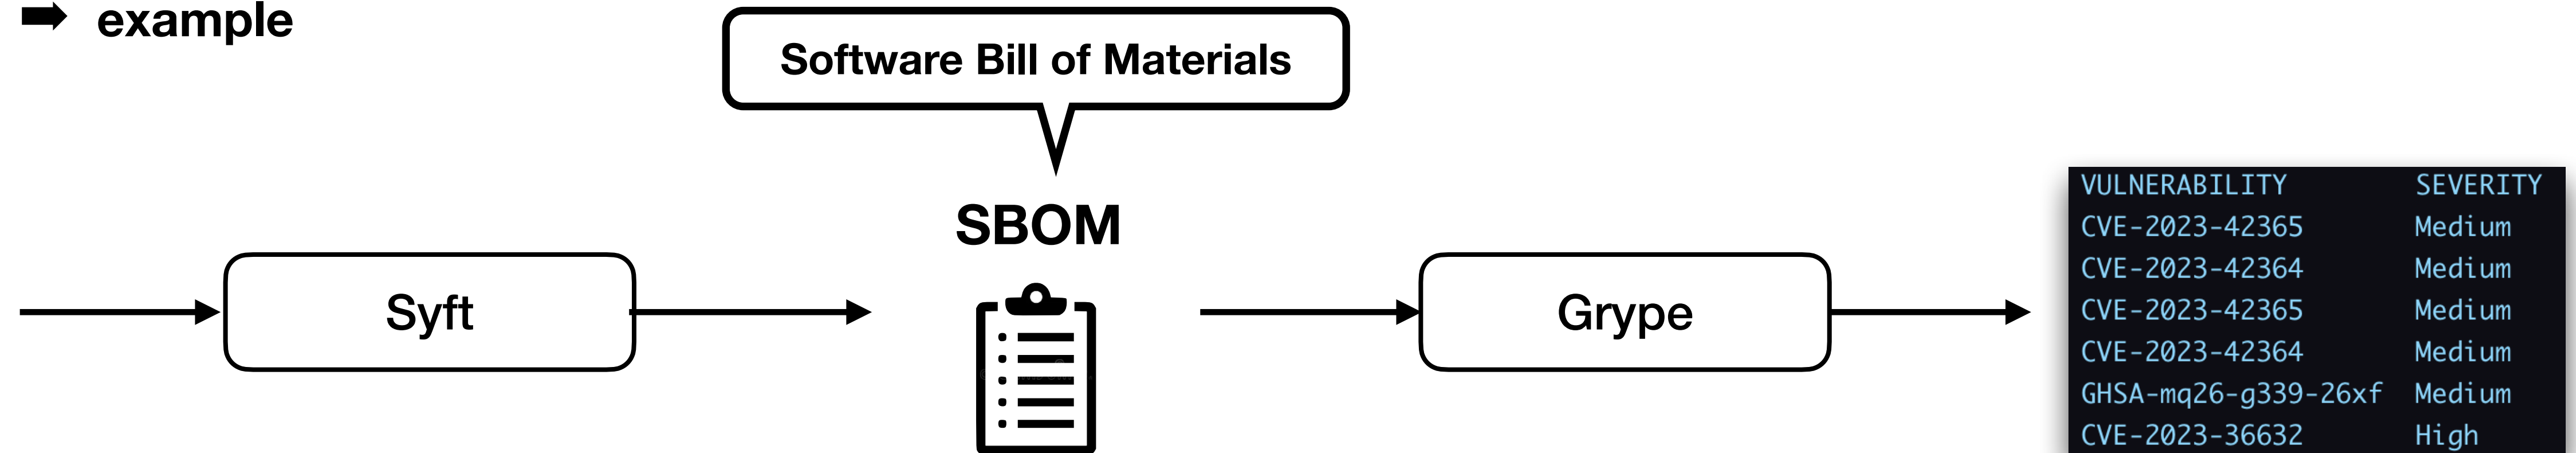 example
Software Bill of Materials
SBOM
Syft
Grype
VULNERABILITY SEVERITY
CVE-2023-42365 Medium
CVE-2023-42364 Medium
CVE-2023-42365 Medium
CVE-2023-42364 Medium
GHSA-mq26-g339-26xf Medium
CVE-2023-36632 High